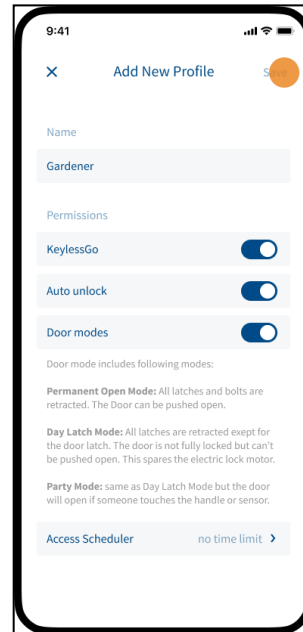 9:41
Add New Profile
Save
Name
Gardener
Permissions
KeylessGo
Auto unlock
Door modes
Door mode includes following modes:
Permanent Open Mode: All latches and bolts are
retracted. The Door can be pushed open.
Day Latch Mode: All latches are retracted exept for
the door latch. The door is not fully locked but can't
be pushed open. This spares the electric lock motor.
Party Mode: same as Day Latch Mode but the door
will open if someone touches the handle or sensor.
Access Scheduler no time limit